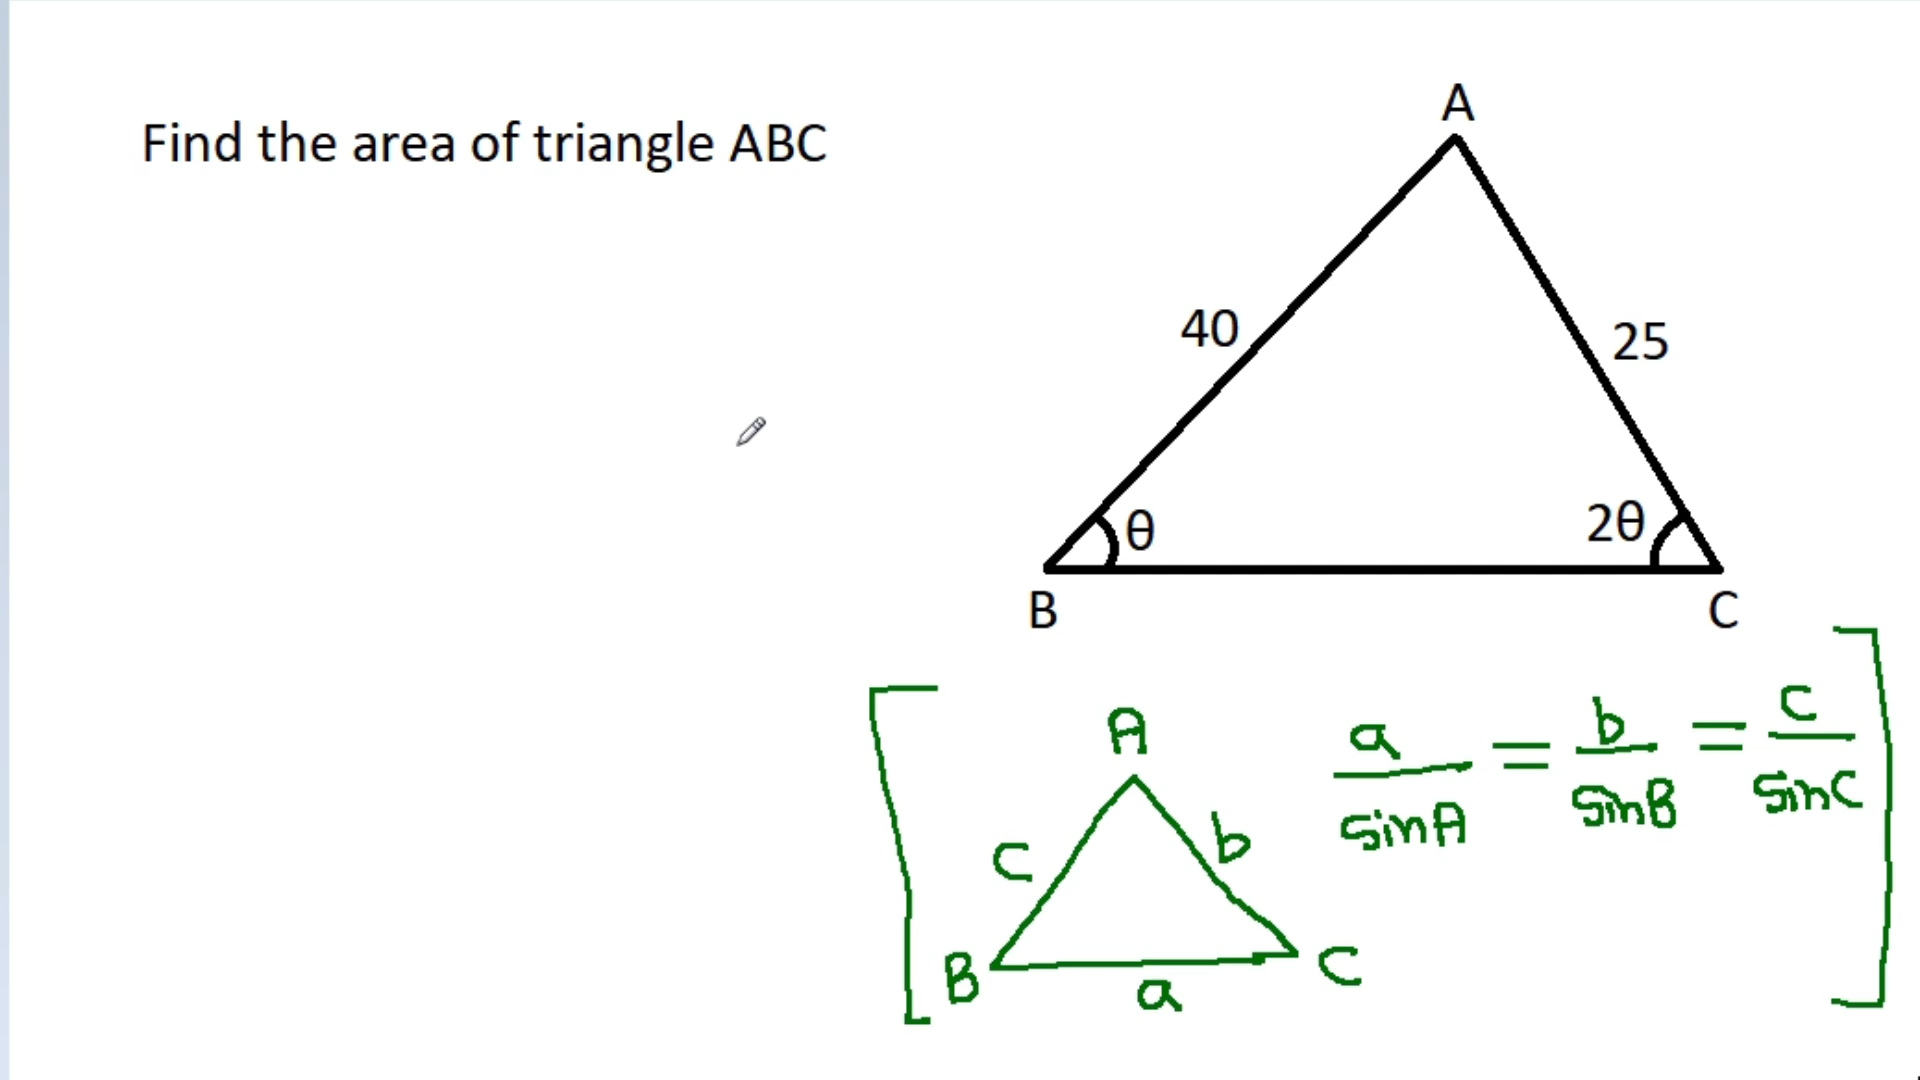 Find the area of triangle ABC
A
40
25
θ
2θ
B
C
A
c
b
B
a
C
a/sinA = b/sinB = c/sinC